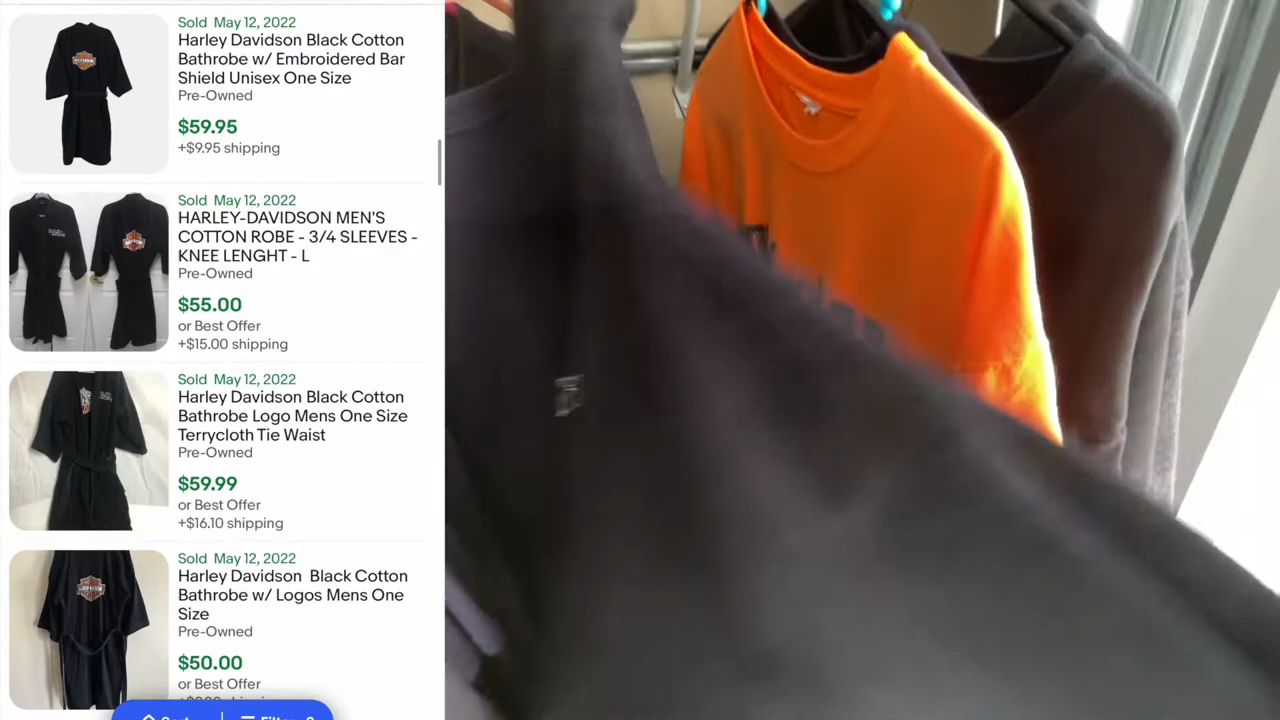 Sold May 12, 2022
Harley Davidson Black Cotton
Bathrobe w/ Embroidered Bar
Shield Unisex One Size
Pre-Owned
$59.95
+$9.95 shipping
Sold May 12, 2022
HARLEY-DAVIDSON MEN'S
COTTON ROBE - 3/4 SLEEVES -
KNEE LENGHT - L
Pre-Owned
$55.00
or Best Offer
+$15.00 shipping
Sold May 12, 2022
Harley Davidson Black Cotton
Bathrobe Logo Mens One Size
Terrycloth Tie Waist
Pre-Owned
$59.99
or Best Offer
+$16.10 shipping
Sold May 12, 2022
Harley Davidson Black Cotton
Bathrobe w/ Logos Mens One
Size
Pre-Owned
$50.00
or Best Offer